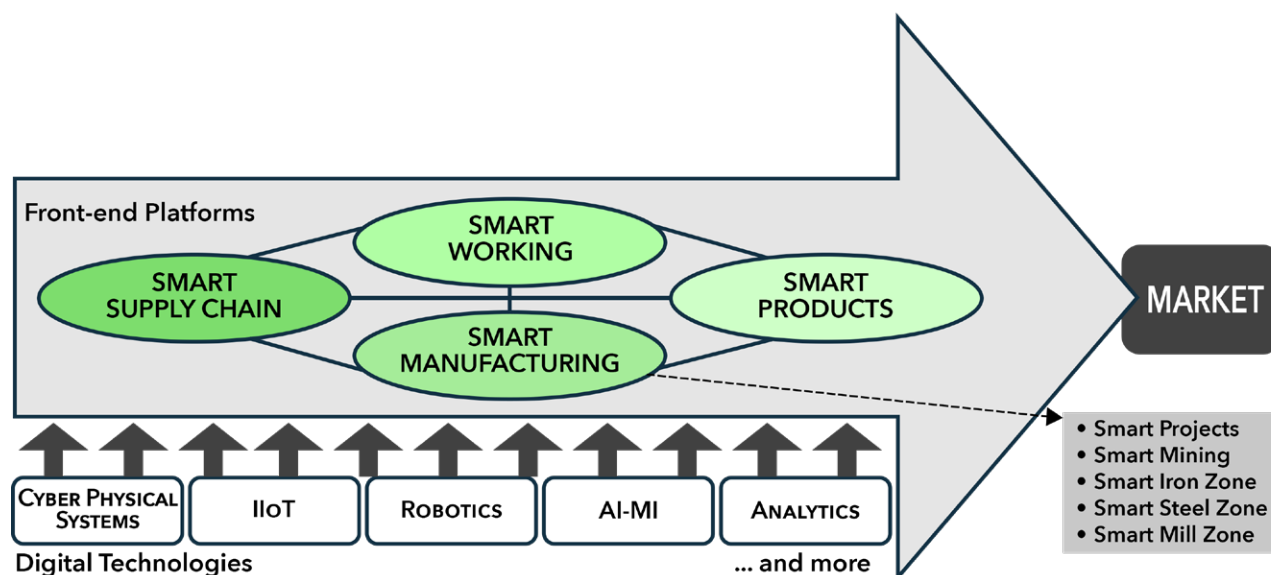 Front-end Platforms
SMART
WORKING
SMART
SUPPLY CHAIN
SMART
PRODUCTS
SMART
MANUFACTURING
MARKET
• Smart Projects
• Smart Mining
• Smart Iron Zone
• Smart Steel Zone
• Smart Mill Zone
CYBER PHYSICAL
SYSTEMS
IIOT
ROBOTICS
AI-MI
ANALYTICS
Digital Technologies
... and more